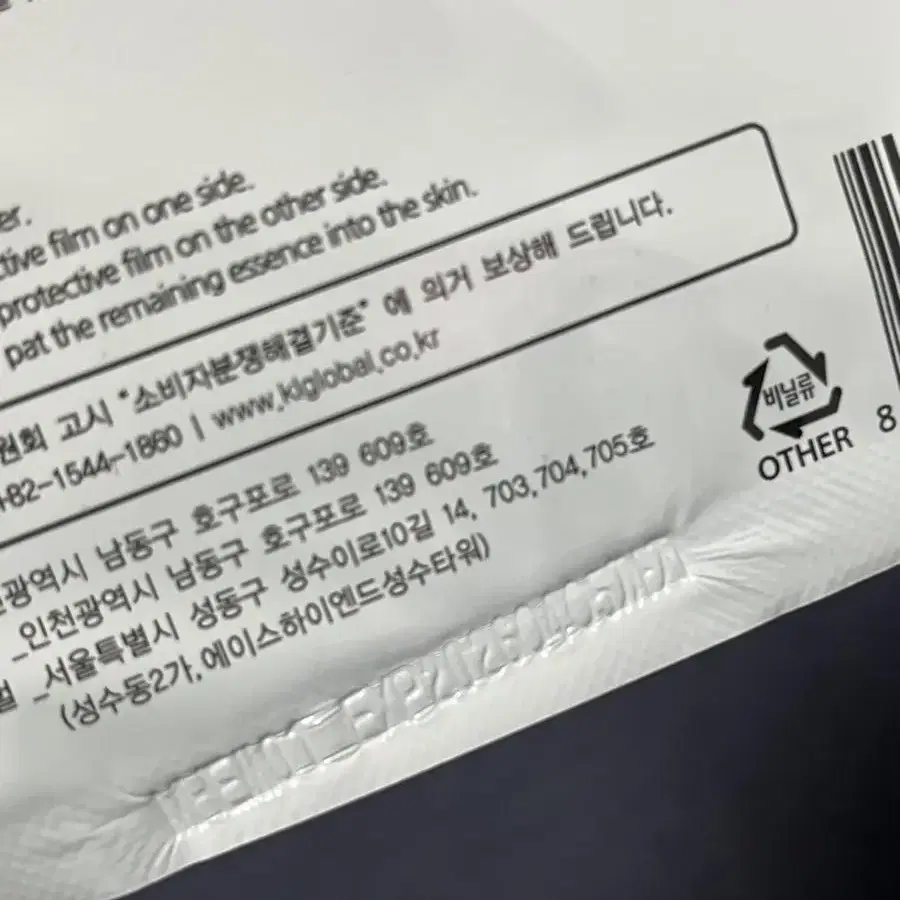 er.
tive film on one side.
protective film on the other side.
pat the remaining essence into the skin.
원회 고시 "소비자분쟁해결기준" 에 의거 보상해 드립니다.
+82-1544-1860 | www.klglobal.co.kr
광역시 남동구 호구포로 139 609호
_인천광역시 남동구 호구포로 139 609호
_서울특별시 성동구 성수이로10길 14, 703,704,705호
(성수동2가,에이스하이엔드성수타워)
비닐류
OTHER
8